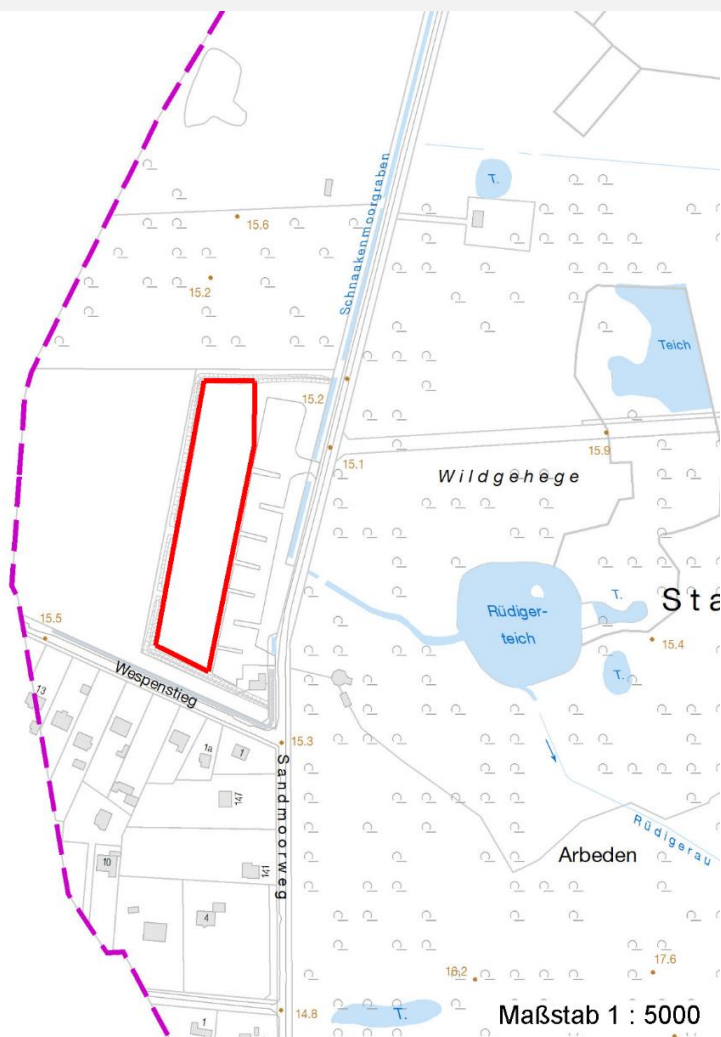 T.
Schnaakenmoorgraben
15.6
15.2
Teich
15.2
15.1
15.9
Wildgehege
T.
Sta
Rüdiger-
teich
15.5
15.4
T.
Wespenstieg
13
15.3
1a
1
Sandmoorweg
147
Rüdigerau
Arbeden
10
141
4
17.6
16.2
Maßstab 1 : 5000
14.8
T.
1